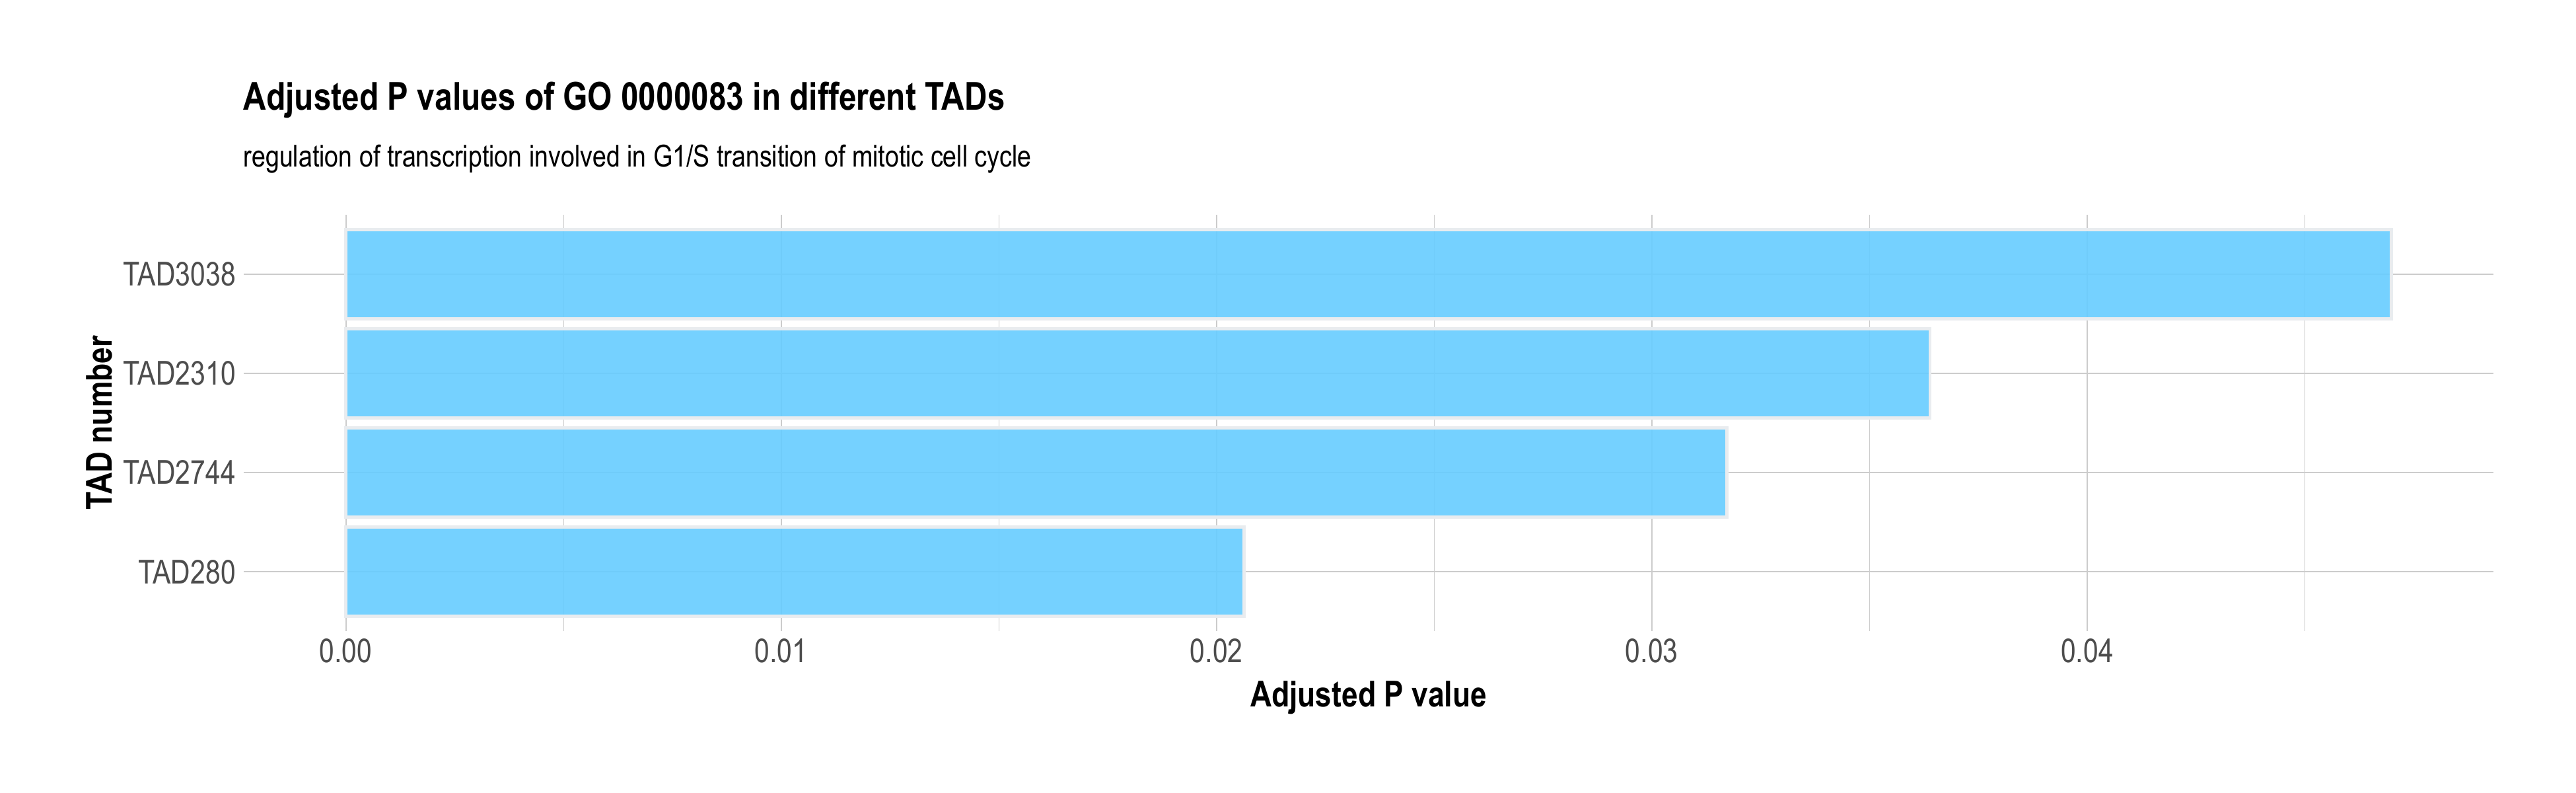 Adjusted P values of GO 0000083 in different TADs
regulation of transcription involved in G1/S transition of mitotic cell cycle
TAD number
TAD3038
TAD2310
TAD2744
TAD280
0.00 0.01 0.02 0.03 0.04
Adjusted P value